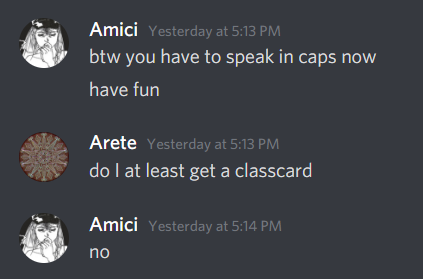 Amici Yesterday at 5:13 PM
btw you have to speak in caps now
have fun
Arete Yesterday at 5:13 PM
do I at least get a classcard
Amici Yesterday at 5:14 PM
no